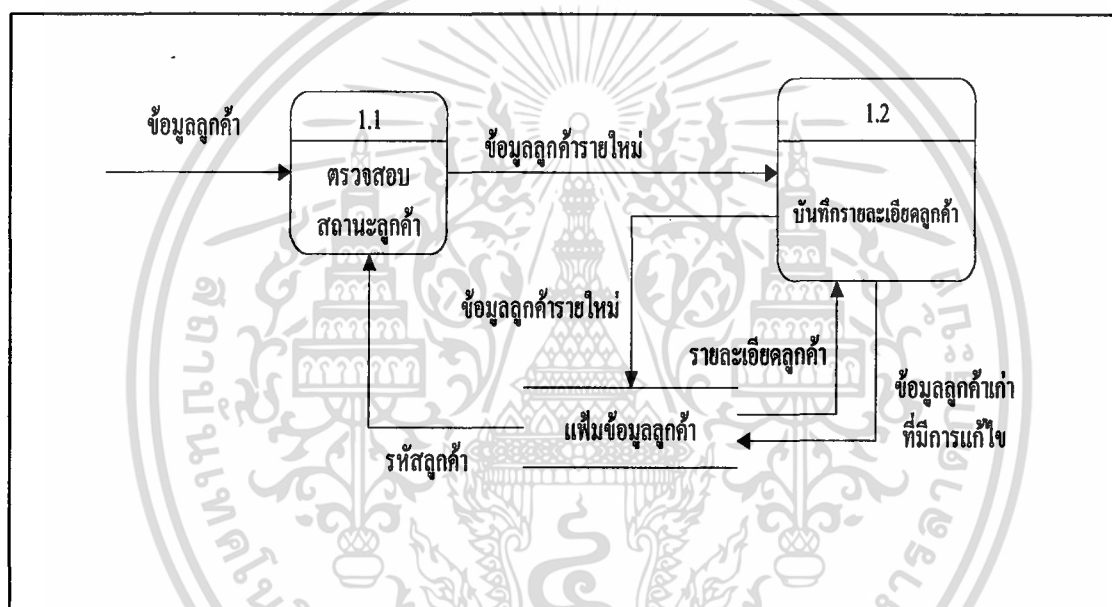 ข้อมูลลูกค้า
1.1
ตรวจสอบ
สถานะลูกค้า
ข้อมูลลูกค้ารายใหม่
1.2
บันทึกรายละเอียดลูกค้า
ข้อมูลลูกค้ารายใหม่
รายละเอียดลูกค้า
ข้อมูลลูกค้าเก่า
ที่มีการแก้ไข
แฟ้มข้อมูลลูกค้า
รหัสลูกค้า